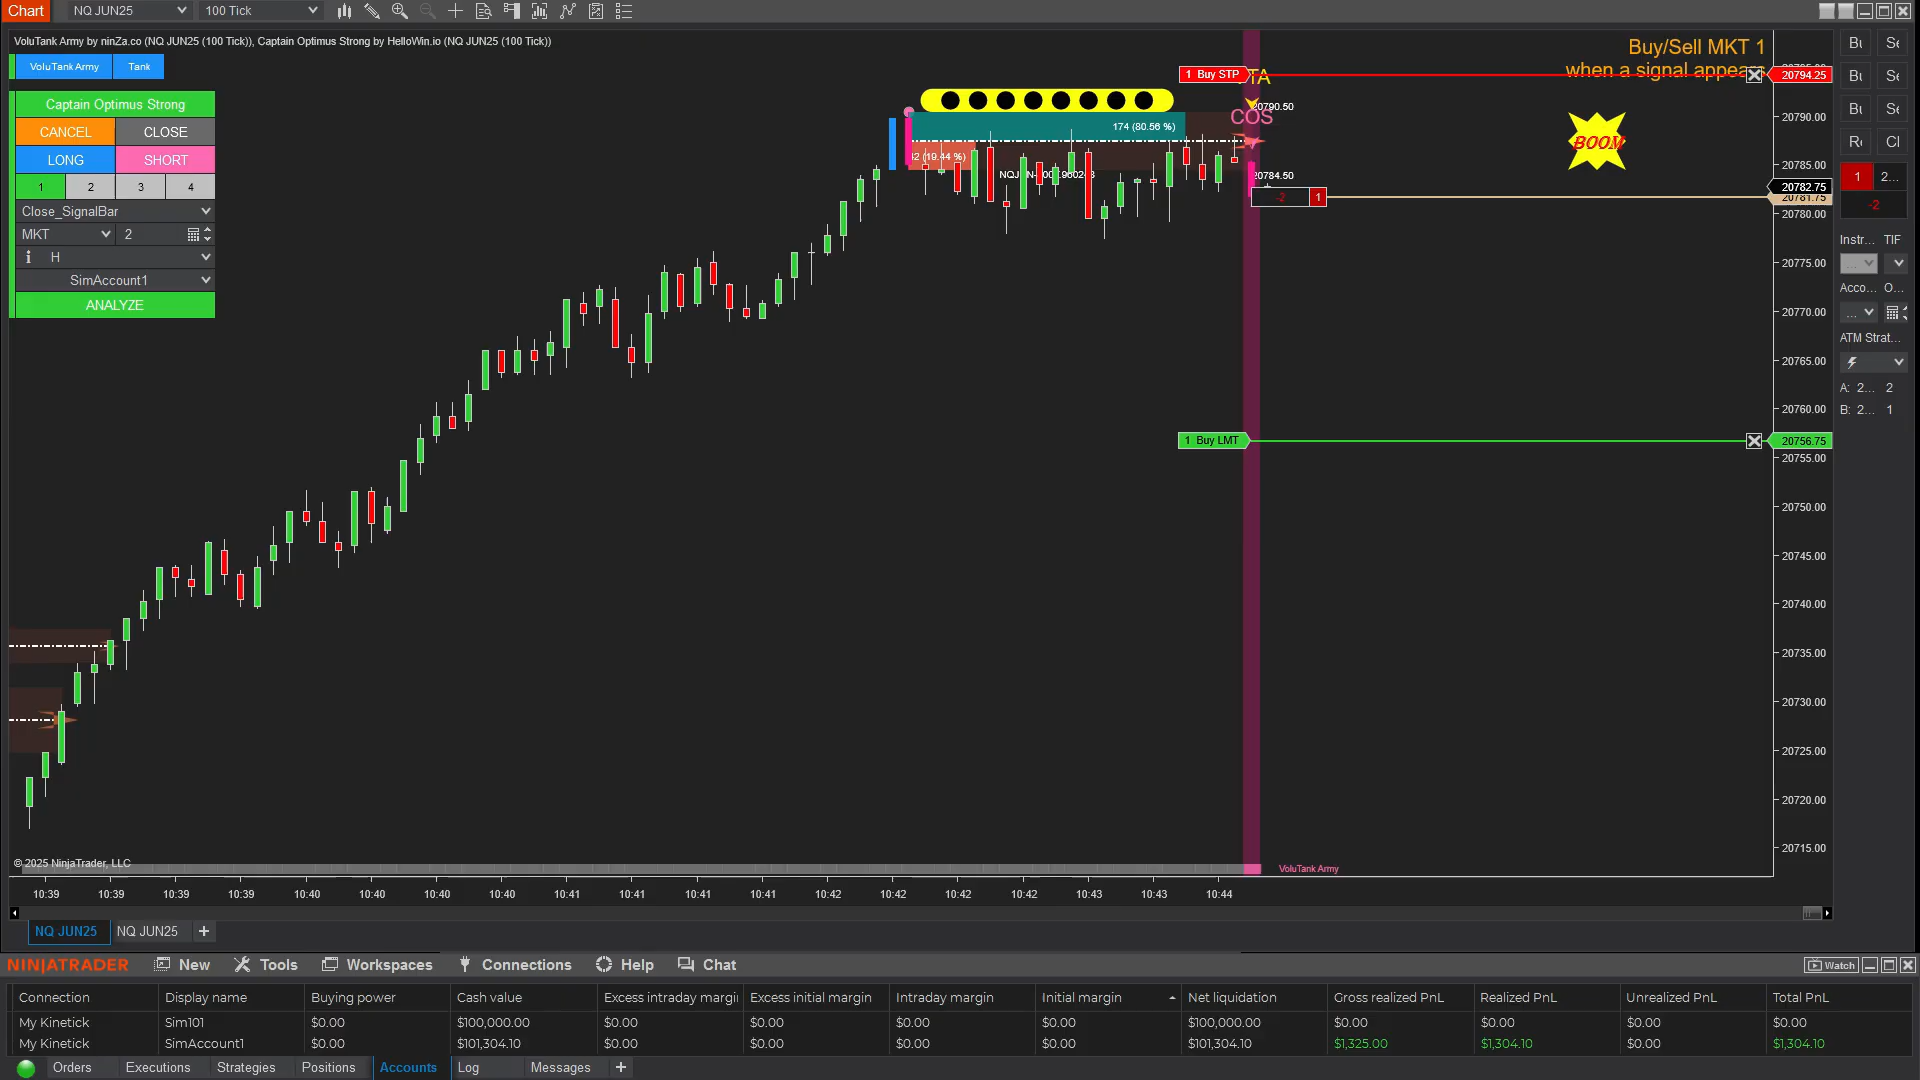 Chart NQ JUN25 100 Tick
VoluTank Army by ninZa.co (NQ JUN25 (100 Tick)), Captain Optimus Strong by HelloWin.io (NQ JUN25 (100 Tick))
VoluTank Army Tank
Captain Optimus Strong
CANCEL CLOSE
LONG SHORT
1 2 3 4
Close_SignalBar
MKT 2
H
SimAccount1
ANALYZE
Buy/Sell MKT 1
when a signal appears
1 Buy STP
TA
20790.50
COS
174 (80.56 %)
(19.44 %)
20784.50
-2 1
1 Buy LMT
BOOM
20794.25
20790.00
20785.00
20782.75
20781.75
20780.00
20775.00
20770.00
20765.00
20760.00
20756.75
20755.00
20750.00
20745.00
20740.00
20735.00
20730.00
20725.00
20720.00
20715.00
1 2...
-2
Instr... TIF
...
Acco... O...
...
ATM Strat...
A: 2... 2
B: 2... 1
© 2025 NinjaTrader, LLC
VoluTank Army
10:39 10:39 10:39 10:39 10:40 10:40 10:40 10:40 10:41 10:41 10:41 10:41 10:42 10:42 10:42 10:42 10:43 10:43 10:44
NQ JUN25 NQ JUN25 +
NINJATRADER New Tools Workspaces Connections Help Chat Watch
Connection Display name Buying power Cash value Excess intraday margi Excess initial margin Intraday margin Initial margin Net liquidation Gross realized PnL Realized PnL Unrealized PnL Total PnL
My Kinetick Sim101 $0.00 $100,000.00 $0.00 $0.00 $0.00 $0.00 $100,000.00 $0.00 $0.00 $0.00 $0.00
My Kinetick SimAccount1 $0.00 $101,304.10 $0.00 $0.00 $0.00 $0.00 $101,304.10 $1,325.00 $1,304.10 $0.00 $1,304.10
Orders Executions Strategies Positions Accounts Log Messages +